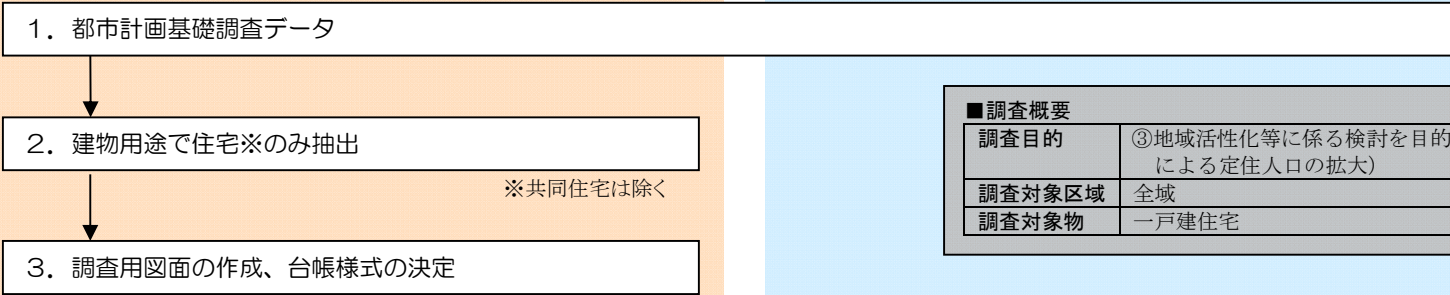 １．都市計画基礎調査データ
２．建物用途で住宅※のみ抽出
※共同住宅は除く
３．調査用図面の作成、台帳様式の決定
■調査概要
調査目的 ③地域活性化等に係る検討を目的
による定住人口の拡大）
調査対象区域 全域
調査対象物 一戸建住宅